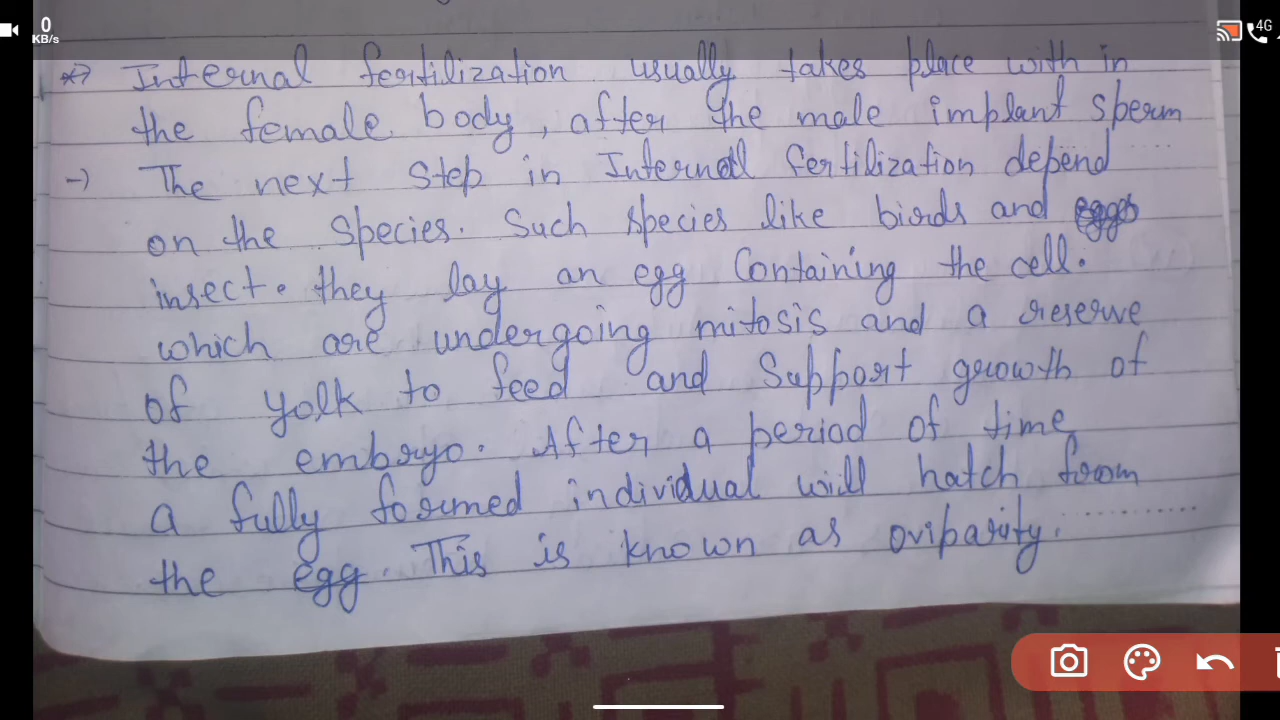 0
KB/s
4G
*→ Internal fertilization usually takes place with in
the female body, after the male implant sperm
→ The next step in Internal fertilization depend
on the species. Such species like birds and
insect. they lay an egg Containing the cell.
which are undergoing mitosis and a reserve
of yolk to feed and Support growth of
the embryo. After a period of time
a fully formed individual will hatch from
the egg. This is known as oviparity.